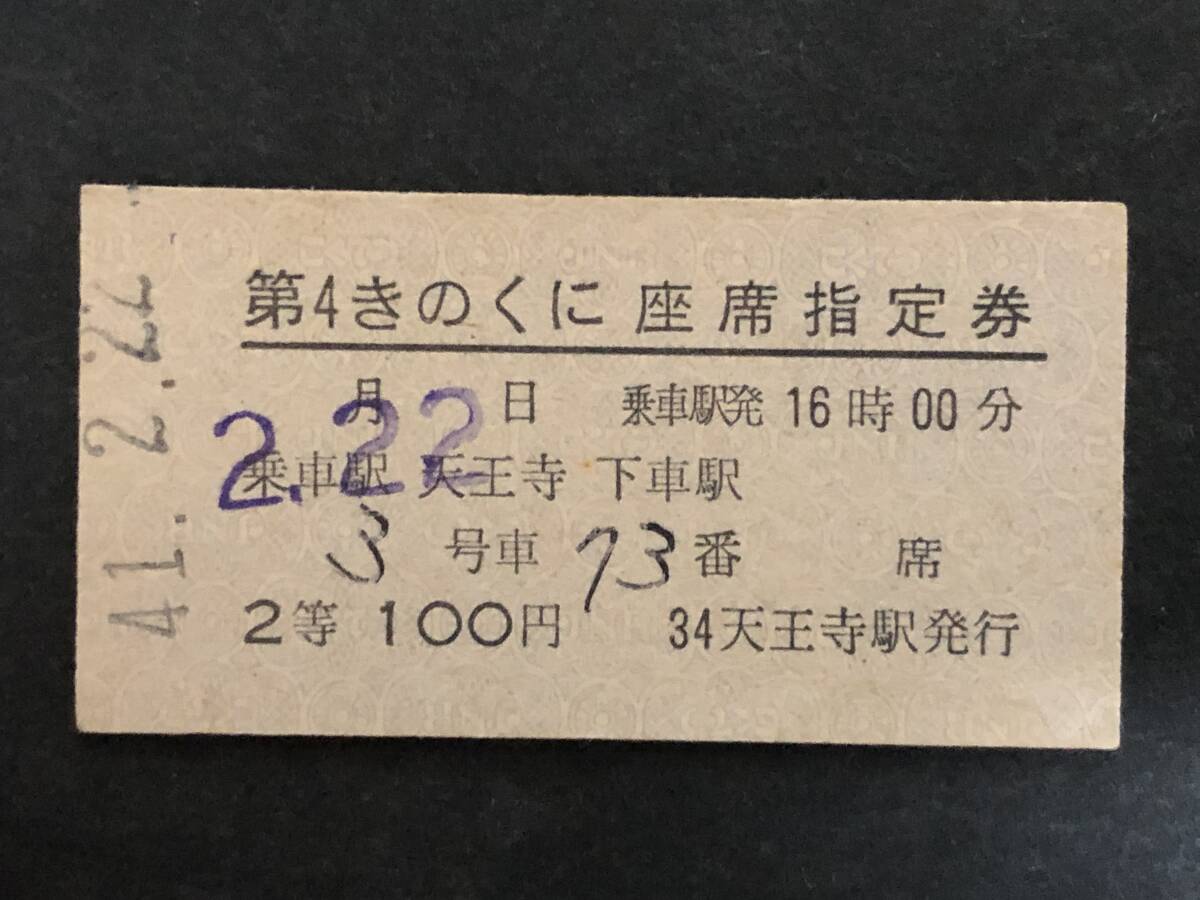 41.2.22
第4きのくに 座席指定券
月 日 乗車駅発 16時00分
2.22
乗車駅 天王寺 下車駅
3 号車 73 番 席
2等 100円 34天王寺駅発行